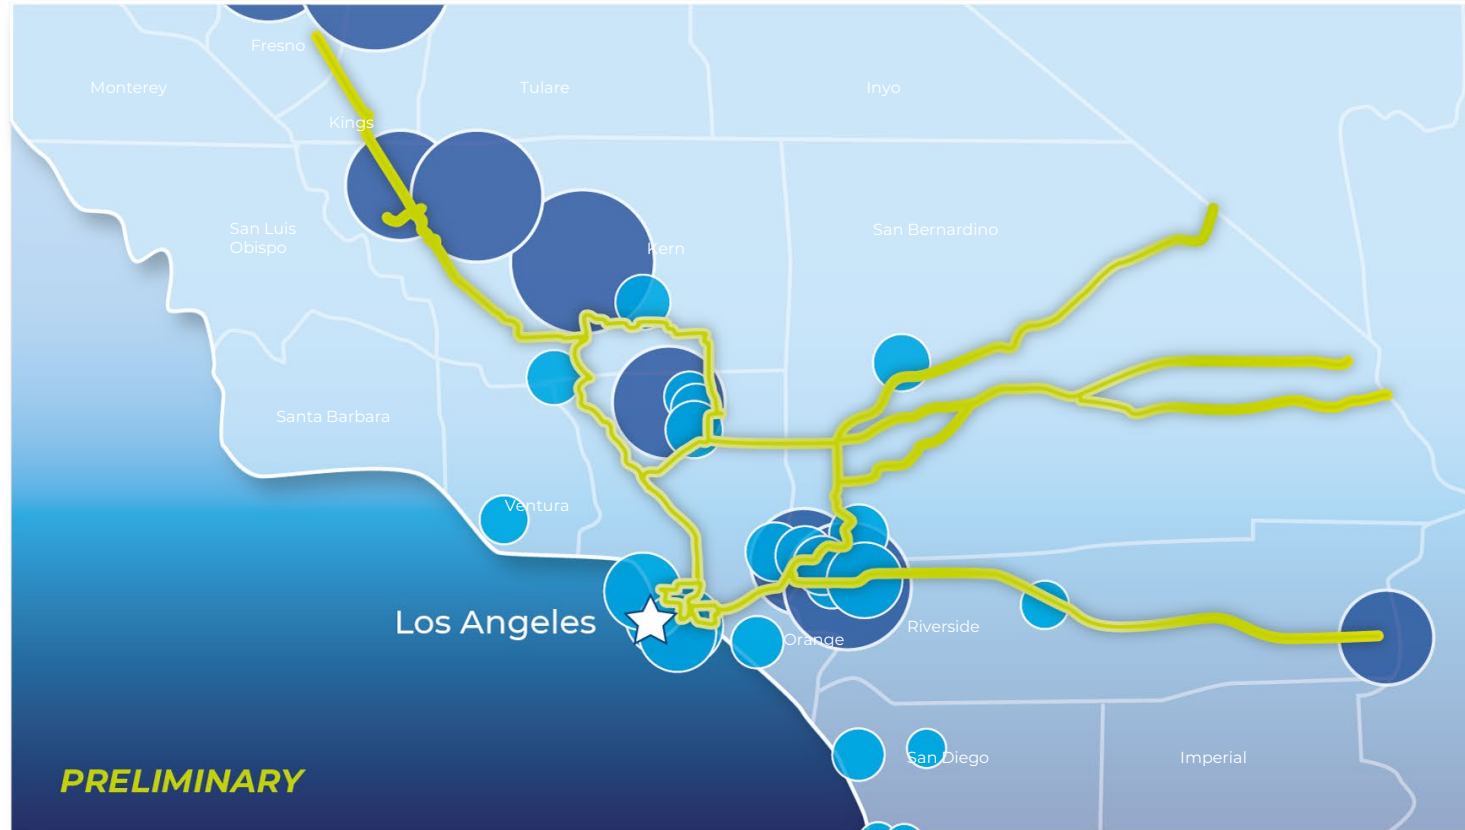 Fresno
Monterey
Tulare
Inyo
Kings
San Luis
Obispo
Kern
San Bernardino
Santa Barbara
Ventura
Los Angeles
Orange
Riverside
San Diego
Imperial
PRELIMINARY